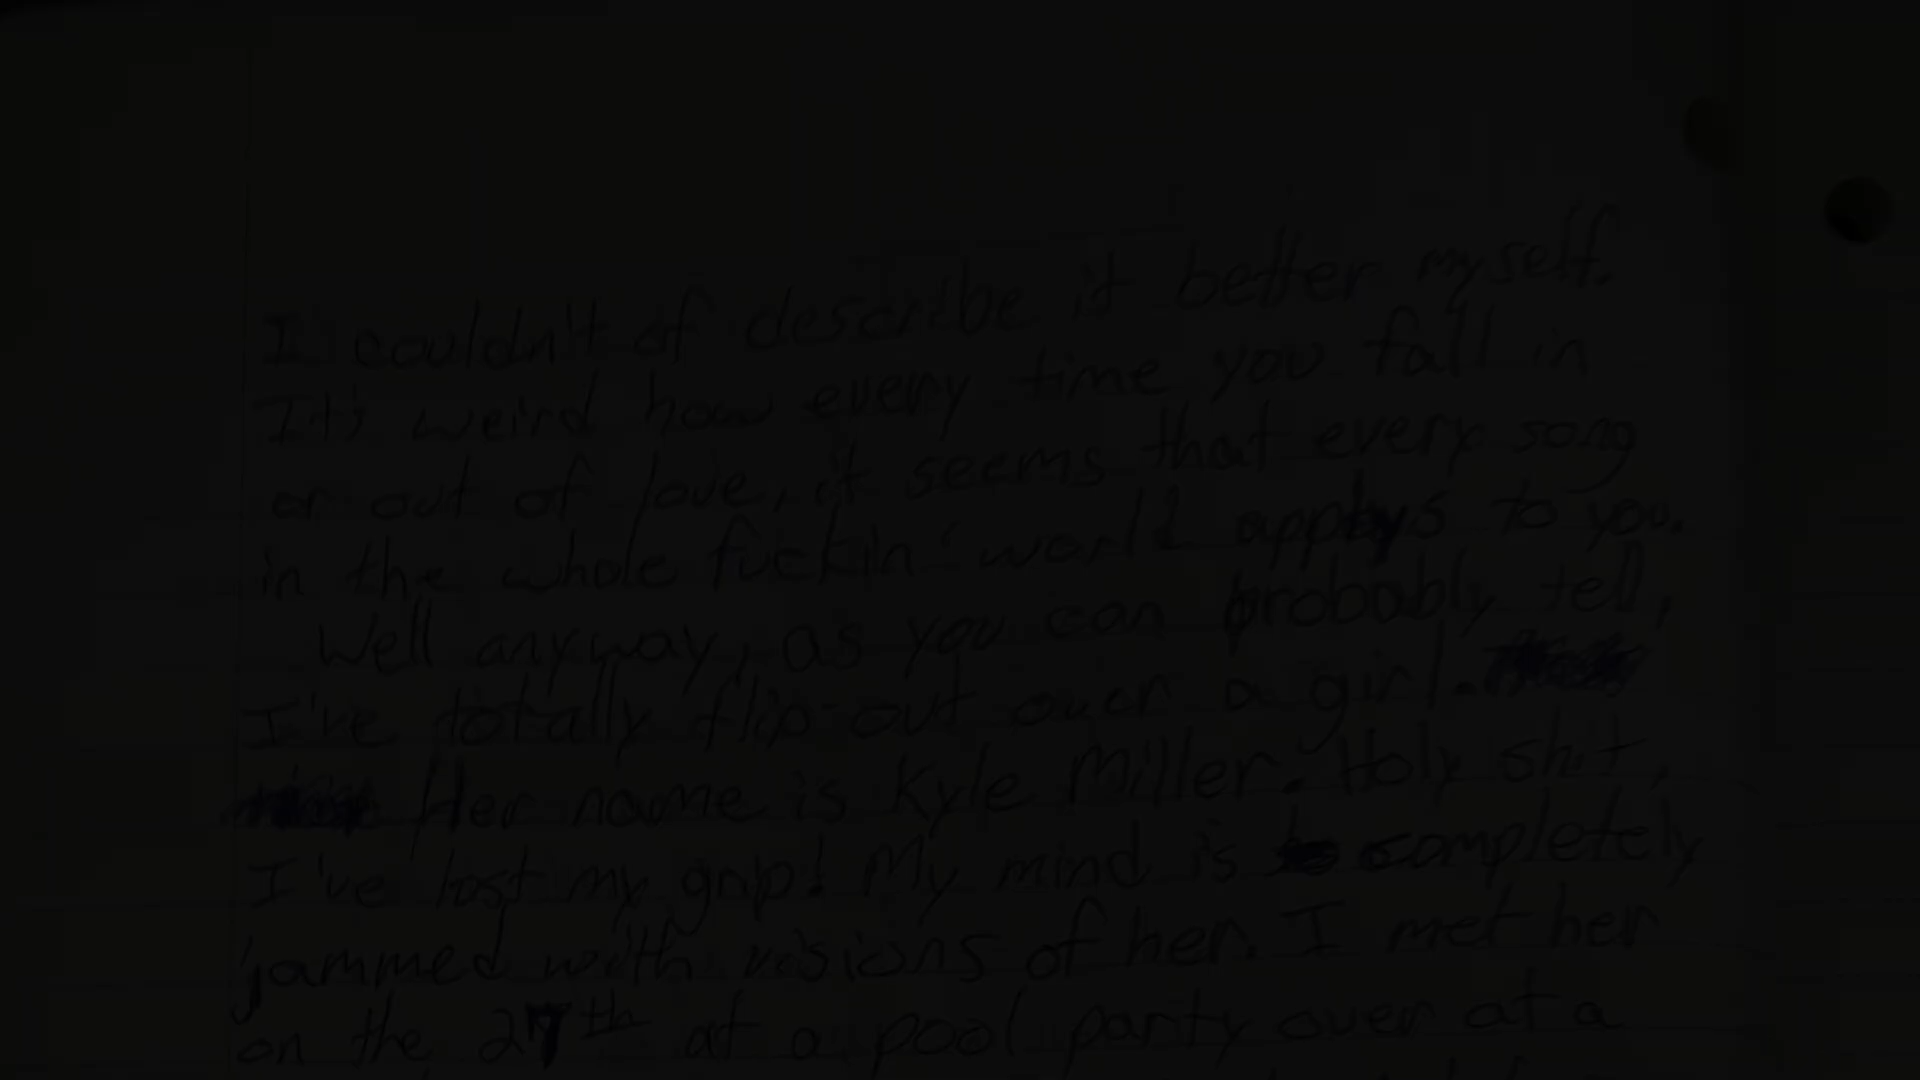 I couldn't of describe it better myself.
It's weird how every time you fall in
or out of love, it seems that every song
in the whole fuckin' world applys to you.
Well anyway, as you can probably tell,
I've totally flip out over a girl.
Her name is Kyle Miller. Holy shit,
I've lost my grip! My mind is completely
jammed with visions of her. I met her
on the 27th at a pool party over at a